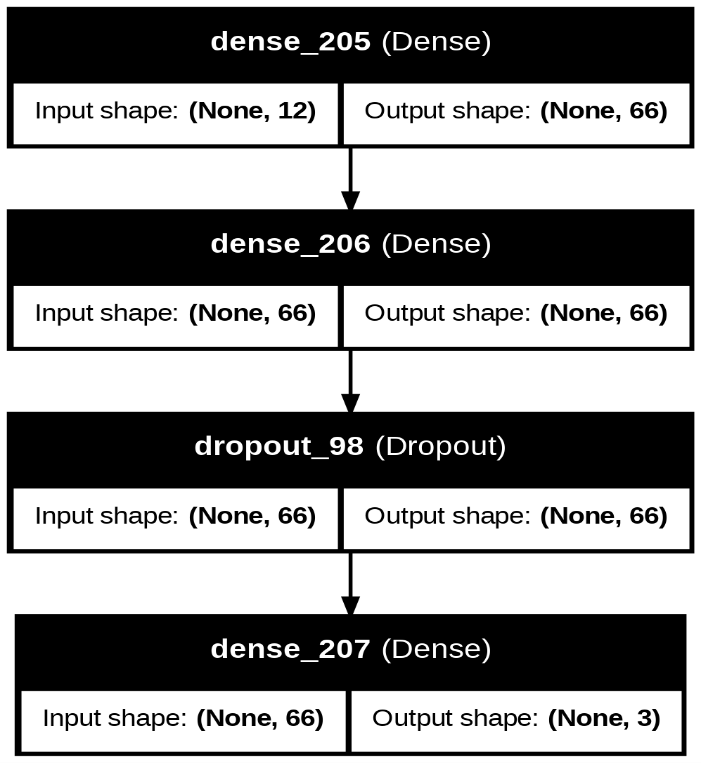 dense_205 (Dense)
Input shape: (None, 12) Output shape: (None, 66)
dense_206 (Dense)
Input shape: (None, 66) Output shape: (None, 66)
dropout_98 (Dropout)
Input shape: (None, 66) Output shape: (None, 66)
dense_207 (Dense)
Input shape: (None, 66) Output shape: (None, 3)